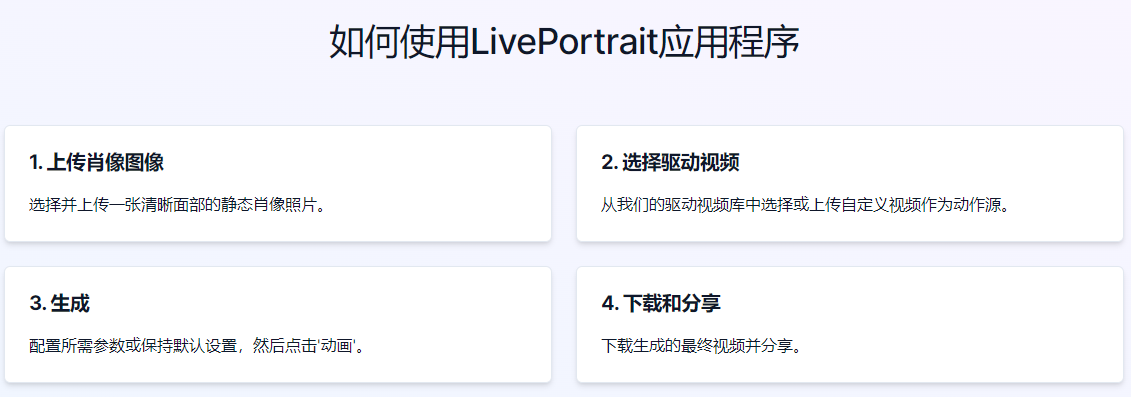 如何使用LivePortrait应用程序
1. 上传肖像图像
选择并上传一张清晰面部的静态肖像照片。
2. 选择驱动视频
从我们的驱动视频库中选择或上传自定义视频作为动作源。
3. 生成
配置所需参数或保持默认设置，然后点击'动画'。
4. 下载和分享
下载生成的最终视频并分享。